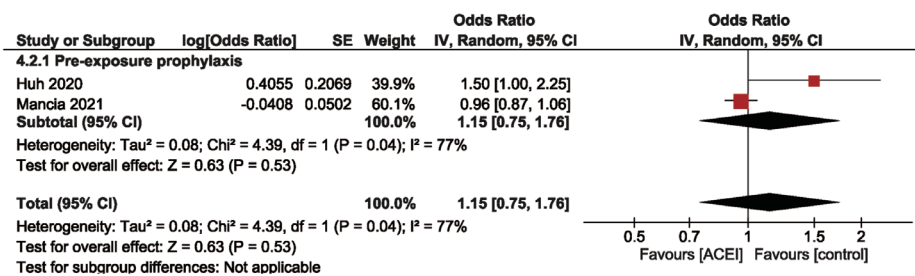 Odds Ratio Odds Ratio
Study or Subgroup log[Odds Ratio] SE Weight IV, Random, 95% CI IV, Random, 95% CI
4.2.1 Pre-exposure prophylaxis
Huh 2020 0.4055 0.2069 39.9% 1.50 [1.00, 2.25]
Mancia 2021 -0.0408 0.0502 60.1% 0.96 [0.87, 1.06]
Subtotal (95% CI) 100.0% 1.15 [0.75, 1.76]
Heterogeneity: Tau² = 0.08; Chi² = 4.39, df = 1 (P = 0.04); I² = 77%
Test for overall effect: Z = 0.63 (P = 0.53)
Total (95% CI) 100.0% 1.15 [0.75, 1.76]
Heterogeneity: Tau² = 0.08; Chi² = 4.39, df = 1 (P = 0.04); I² = 77%
Test for overall effect: Z = 0.63 (P = 0.53)
Test for subgroup differences: Not applicable
0.5 0.7 1 1.5 2
Favours [ACEI] Favours [control]